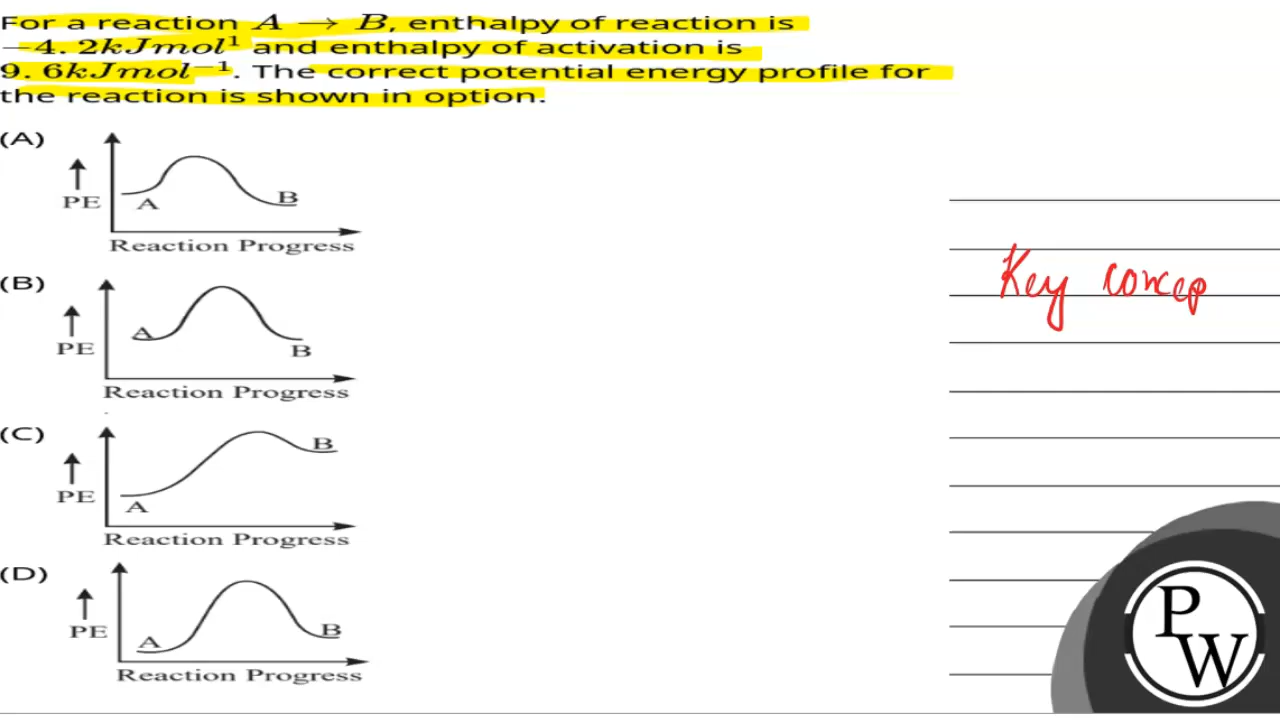 For a reaction A → B, enthalpy of reaction is
−4. 2kJmol¹ and enthalpy of activation is
9. 6kJmol⁻¹. The correct potential energy profile for
the reaction is shown in option.
(A)
PE
A
B
Reaction Progress
(B)
PE
A
B
Reaction Progress
(C)
PE
A
B
Reaction Progress
(D)
PE
A
B
Reaction Progress
Key concep
P
W